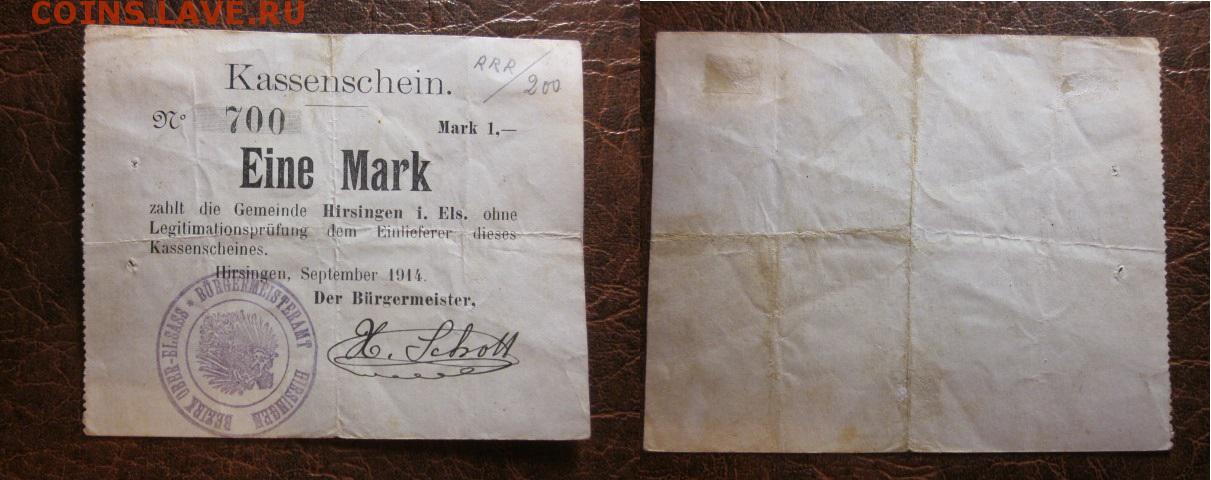 COINS.LAVE.RU
Kassenschein.
RRR / 200
No 700
Mark 1,—
Eine Mark
zahlt die Gemeinde Hirsingen i. Els. ohne
Legitimationsprüfung dem Einlieferer dieses
Kassenscheines.
Hirsingen, September 1914.
Der Bürgermeister,
X. Schott
* BÜRGERMEISTERAMT HIRSINGEN
BEZIRK OBER-ELSASS